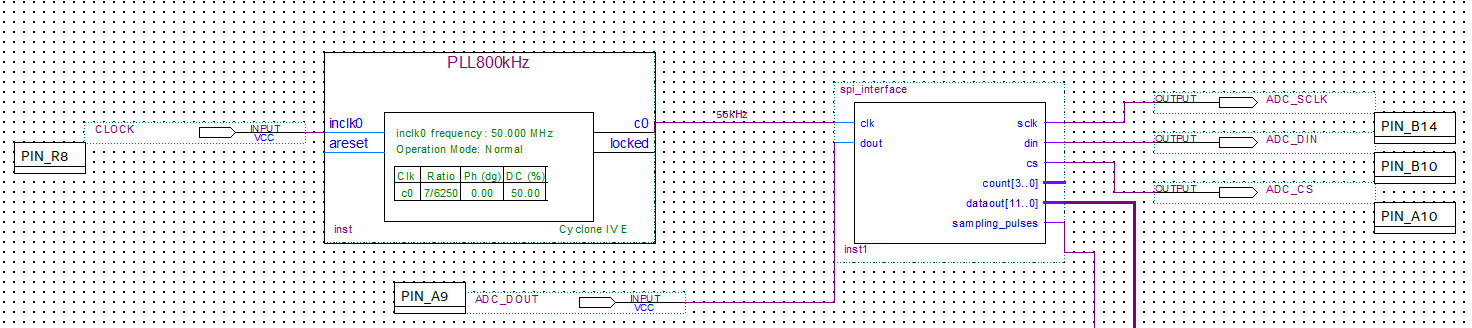 PLL800kHz
CLOCK
INPUT
VCC
PIN_R8
inclk0
areset
inclk0 frequency: 50.000 MHz
Operation Mode: Normal
Clk Ratio Ph (dg) DC (%)
c0 7/6250 0.00 50.00
c0
locked
inst
Cyclone IV E
56kHz
PIN_A9
ADC_DOUT
INPUT
VCC
spi_interface
clk
dout
sclk
din
cs
count[3..0]
dataout[11..0]
sampling_pulses
inst1
OUTPUT
ADC_SCLK
PIN_B14
OUTPUT
ADC_DIN
PIN_B10
OUTPUT
ADC_CS
PIN_A10